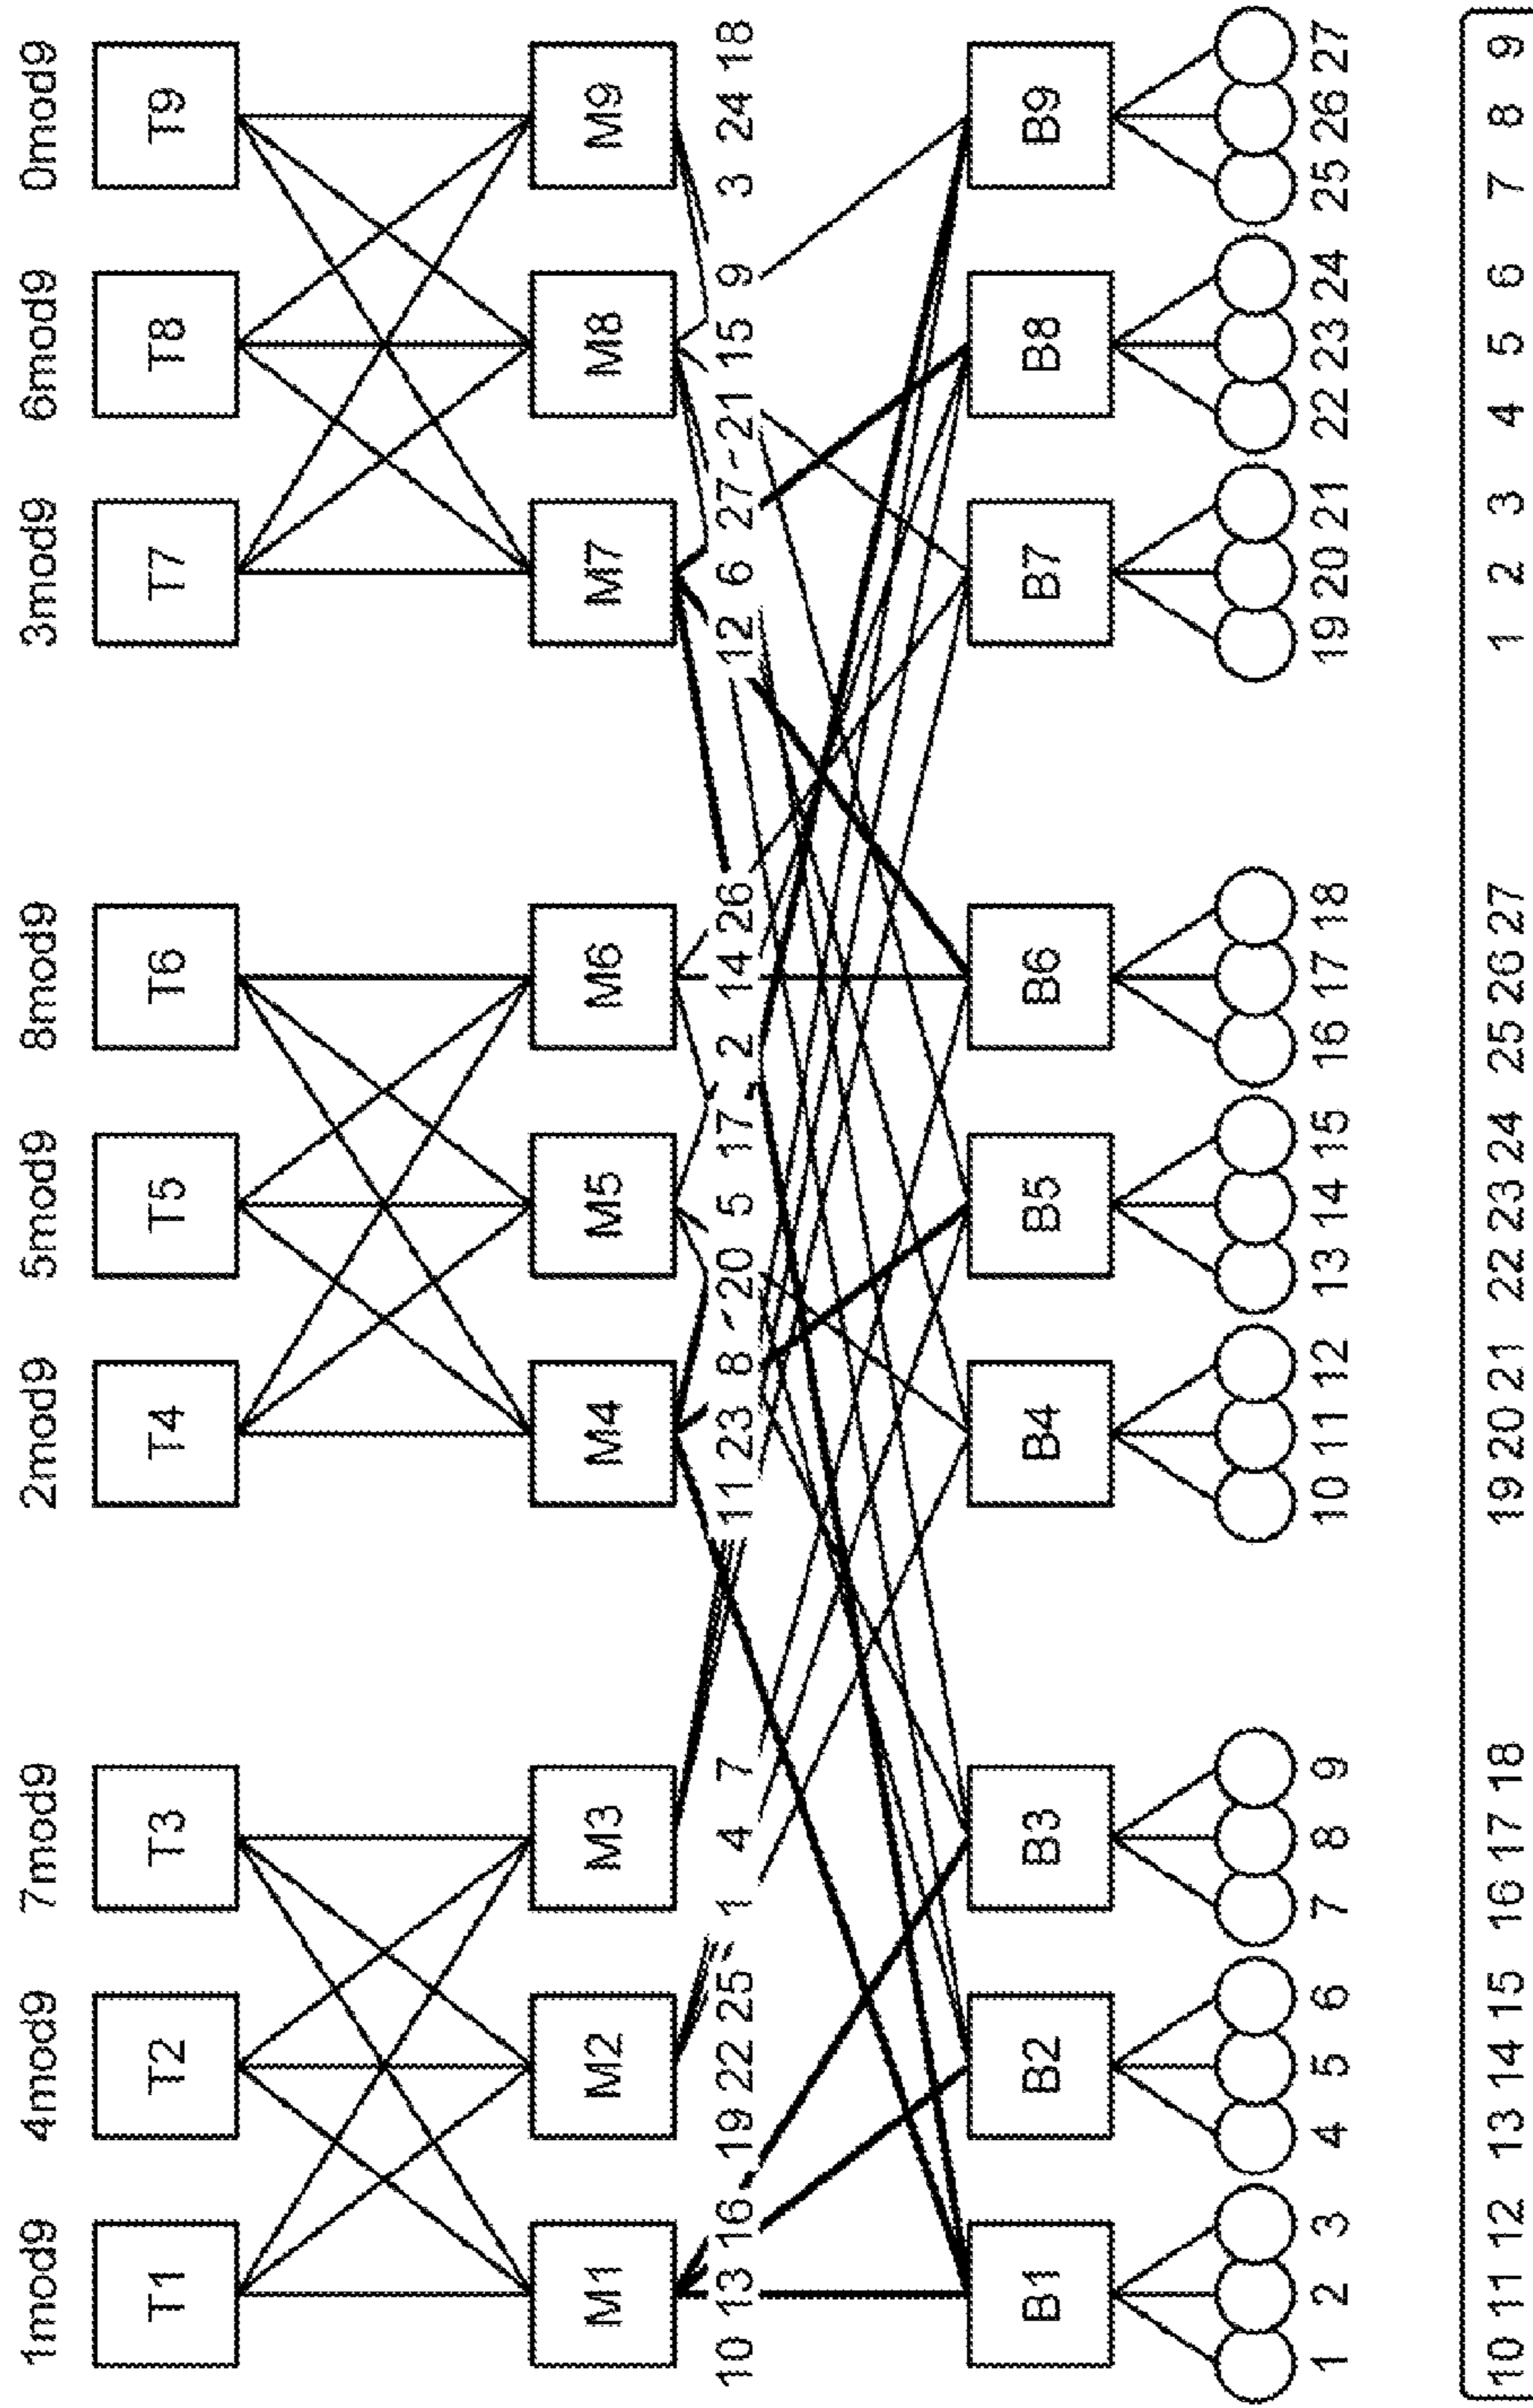 1mod9 4mod9 7mod9 2mod9 5mod9 8mod9 3mod9 6mod9 0mod9
T1 T2 T3 T4 T5 T6 T7 T8 T9
M1 M2 M3 M4 M5 M6 M7 M8 M9
10 13 16 19 22 25 1 4 7 11 23 8 20 5 17 2 14 26 12 6 27 21 15 9 3 24 18
B1 B2 B3 B4 B5 B6 B7 B8 B9
1 2 3 4 5 6 7 8 9 10 11 12 13 14 15 16 17 18 19 20 21 22 23 24 25 26 27
10 11 12 13 14 15 16 17 18 19 20 21 22 23 24 25 26 27 1 2 3 4 5 6 7 8 9